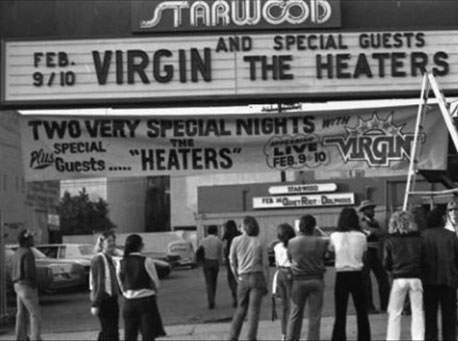 STARWOOD
FEB. 9/10 VIRGIN AND SPECIAL GUESTS THE HEATERS
TWO VERY SPECIAL NIGHTS WITH
Plus SPECIAL Guests ..... THE "HEATERS"
LIVE
FEB. 9 & 10
VIRGIN
STARWOOD
FEB. QUIET RIOT - DOLPHINS